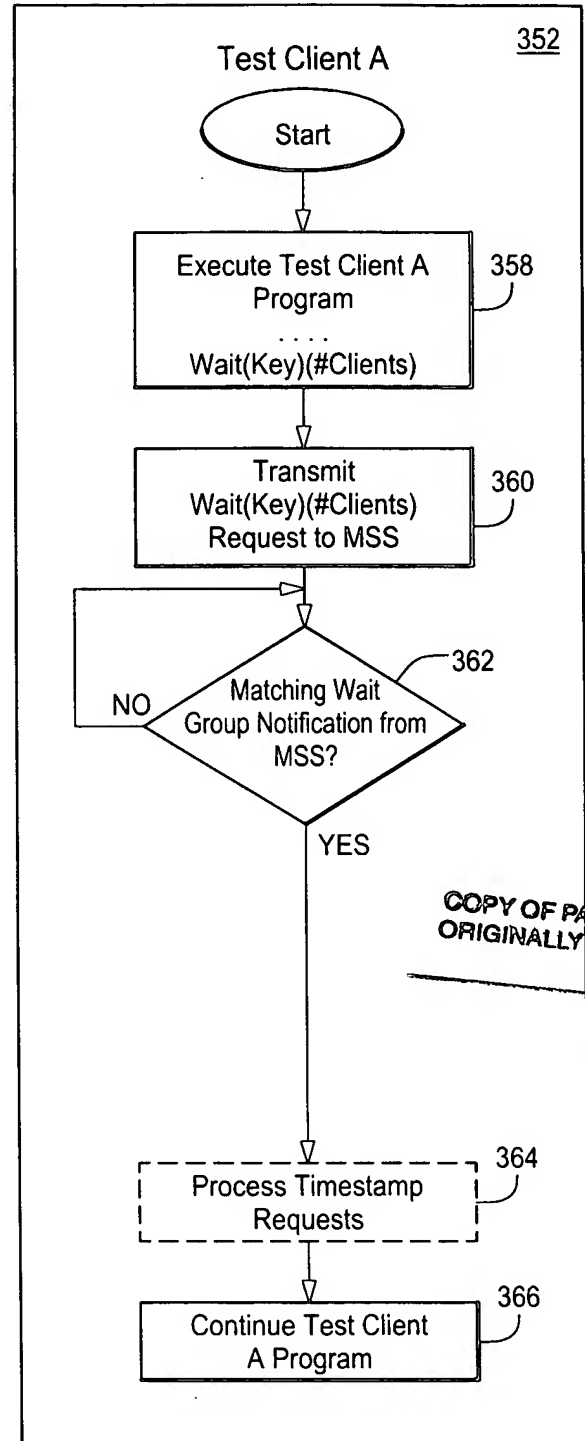 352
Test Client A
Start
Execute Test Client A
Program
. . . .
Wait(Key)(#Clients)
358
Transmit
Wait(Key)(#Clients)
Request to MSS
360
Matching Wait
Group Notification from
MSS?
362
NO
YES
COPY OF PA
ORIGINALLY
Process Timestamp
Requests
364
Continue Test Client
A Program
366